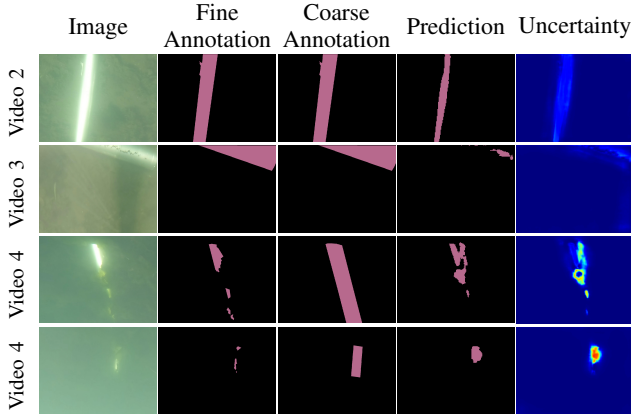 Image
Fine
Annotation
Coarse
Annotation
Prediction
Uncertainty
Video 2
Video 3
Video 4
Video 4